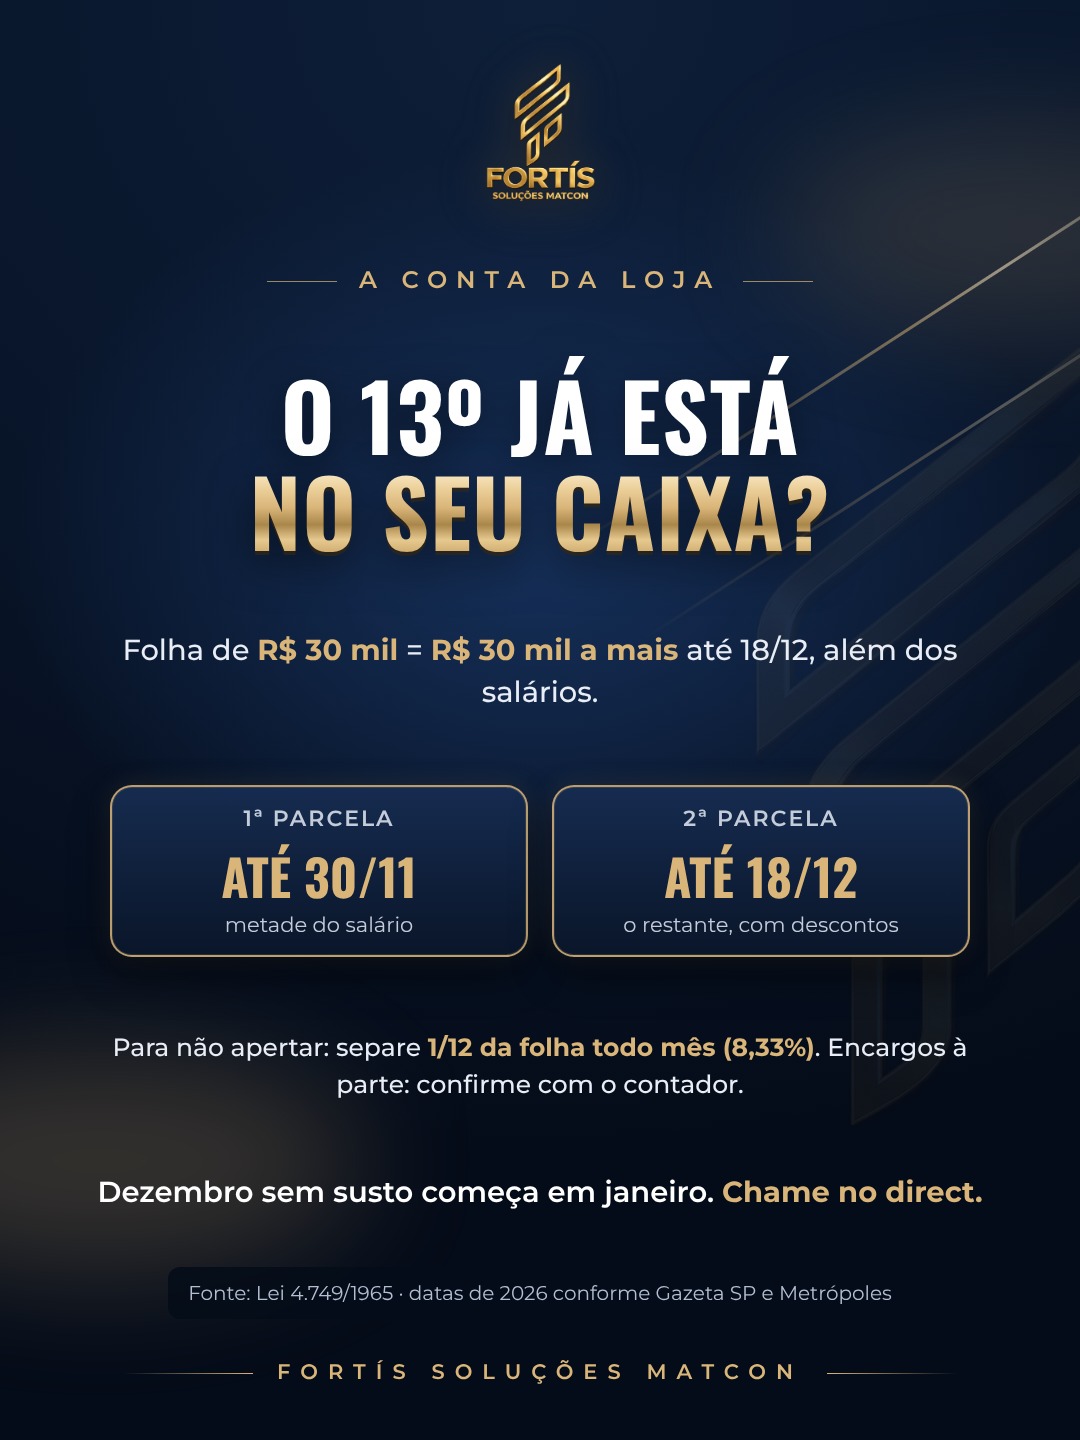 FORTÍS
SOLUÇÕES MATCON
A CONTA DA LOJA
O 13º JÁ ESTÁ
NO SEU CAIXA?
Folha de R$ 30 mil = R$ 30 mil a mais até 18/12, além dos
salários.
1ª PARCELA
ATÉ 30/11
metade do salário
2ª PARCELA
ATÉ 18/12
o restante, com descontos
Para não apertar: separe 1/12 da folha todo mês (8,33%). Encargos à
parte: confirme com o contador.
Dezembro sem susto começa em janeiro. Chame no direct.
Fonte: Lei 4.749/1965 · datas de 2026 conforme Gazeta SP e Metrópoles
FORTÍS SOLUÇÕES MATCON